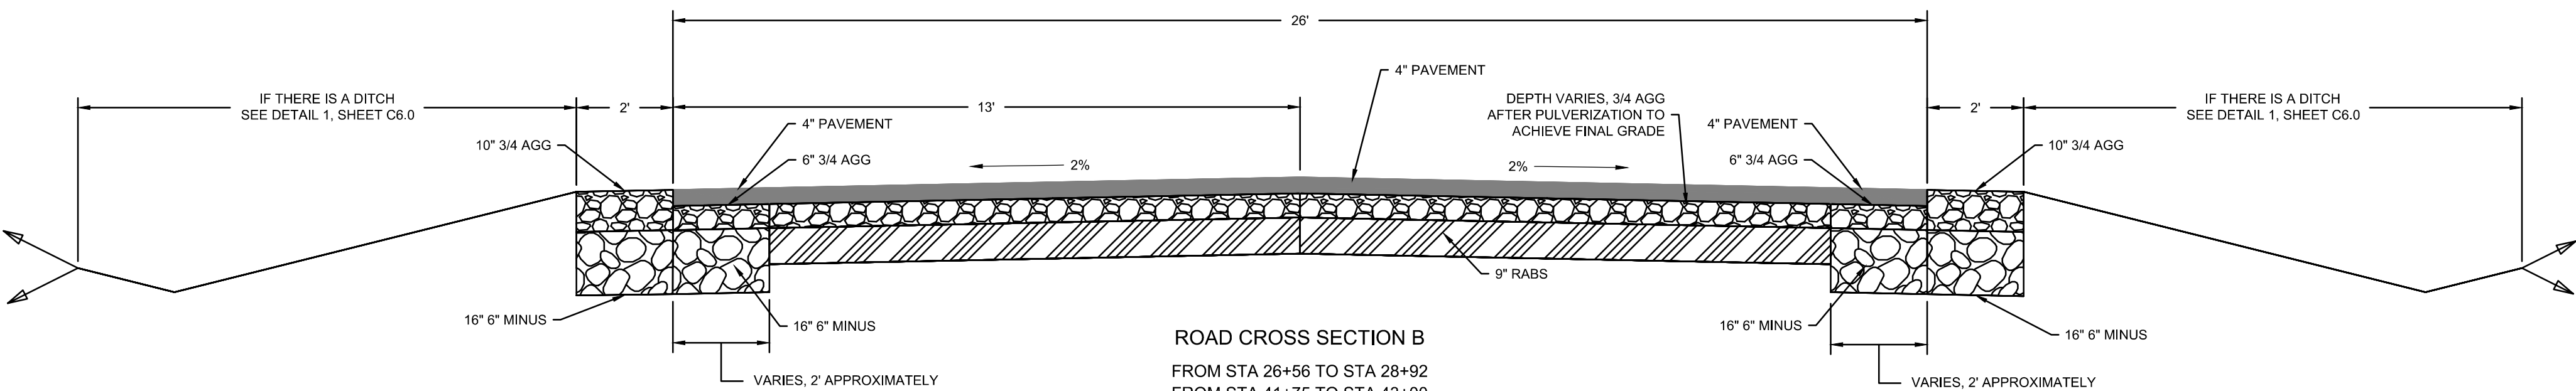 26'
4" PAVEMENT
IF THERE IS A DITCH
SEE DETAIL 1, SHEET C6.0
2'
13'
DEPTH VARIES, 3/4 AGG
AFTER PULVERIZATION TO
ACHIEVE FINAL GRADE
2'
IF THERE IS A DITCH
SEE DETAIL 1, SHEET C6.0
4" PAVEMENT
4" PAVEMENT
10" 3/4 AGG
6" 3/4 AGG
2%
2%
6" 3/4 AGG
10" 3/4 AGG
9" RABS
16" 6" MINUS
16" 6" MINUS
16" 6" MINUS
16" 6" MINUS
ROAD CROSS SECTION B
FROM STA 26+56 TO STA 28+92
VARIES, 2' APPROXIMATELY
VARIES, 2' APPROXIMATELY